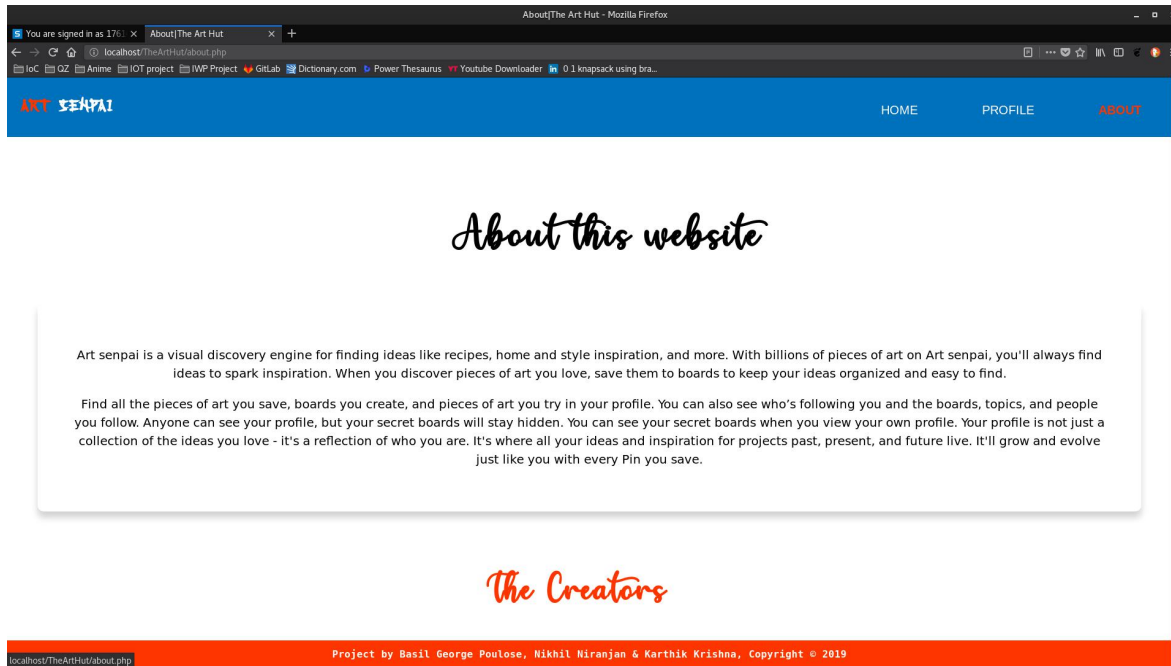 About|The Art Hut - Mozilla Firefox
You are signed in as 1761 About|The Art Hut
localhost/TheArtHut/about.php
IoC QZ Anime IOT project IWP Project GitLab Dictionary.com Power Thesaurus Youtube Downloader 0 1 knapsack using bra...
ART SENPAI HOME PROFILE ABOUT
About this website
Art senpai is a visual discovery engine for finding ideas like recipes, home and style inspiration, and more. With billions of pieces of art on Art senpai, you'll always find
ideas to spark inspiration. When you discover pieces of art you love, save them to boards to keep your ideas organized and easy to find.
Find all the pieces of art you save, boards you create, and pieces of art you try in your profile. You can also see who’s following you and the boards, topics, and people
you follow. Anyone can see your profile, but your secret boards will stay hidden. You can see your secret boards when you view your own profile. Your profile is not just a
collection of the ideas you love - it's a reflection of who you are. It's where all your ideas and inspiration for projects past, present, and future live. It'll grow and evolve
just like you with every Pin you save.
The Creators
Project by Basil George Poulose, Nikhil Niranjan & Karthik Krishna, Copyright © 2019
localhost/TheArtHut/about.php